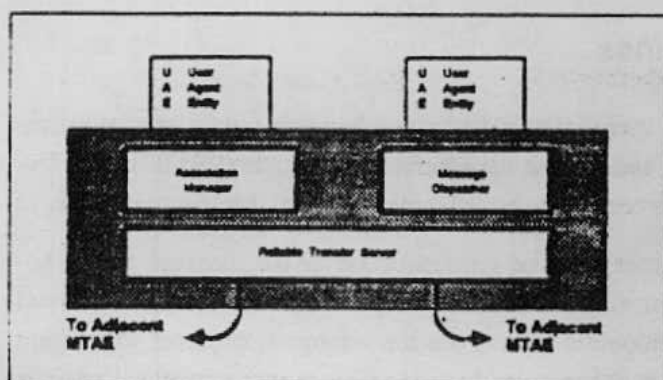 U User
A Agent
E Entity
U User
A Agent
E Entity
Association
Manager
Message
Dispatcher
Reliable Transfer Server
To Adjacent
MTAE
To Adjacent
MTAE